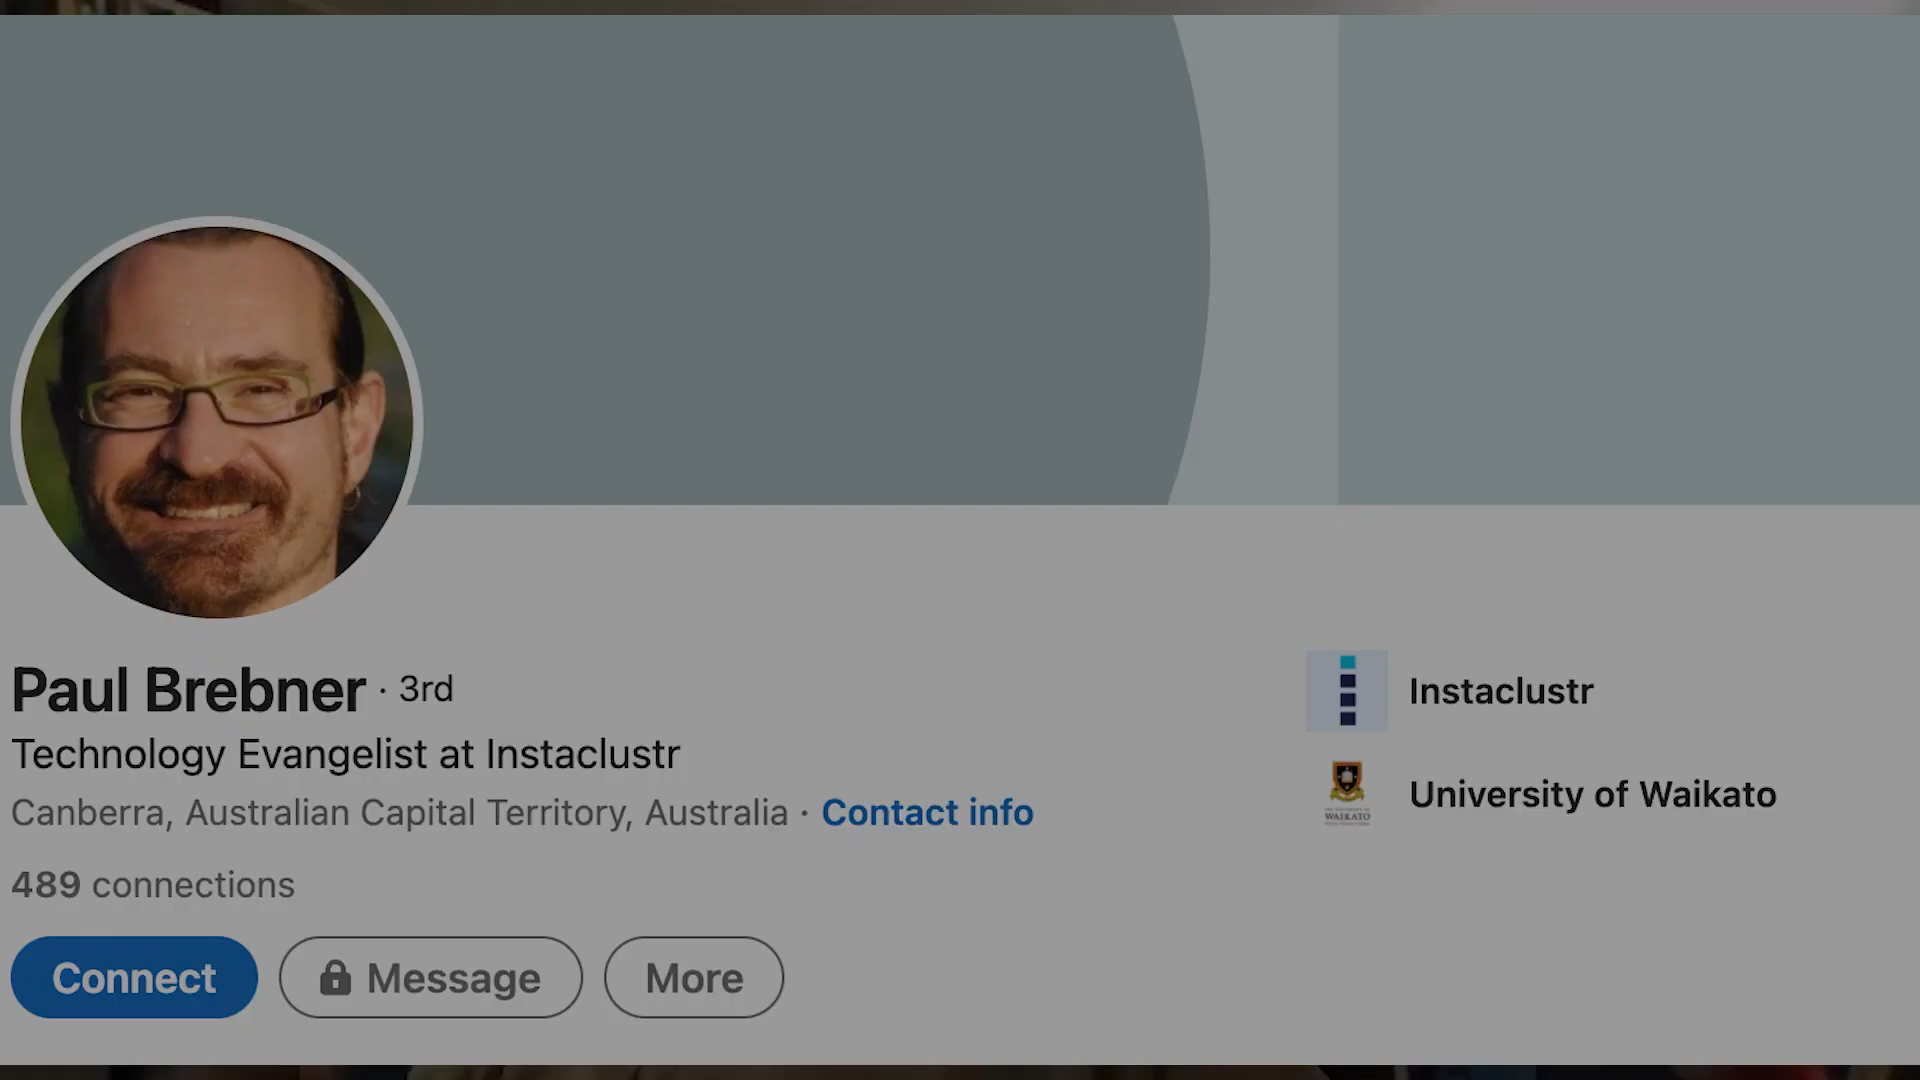 Paul Brebner · 3rd
Technology Evangelist at Instaclustr
Canberra, Australian Capital Territory, Australia · Contact info
489 connections
Connect
Message
More
Instaclustr
WAIKATO
University of Waikato